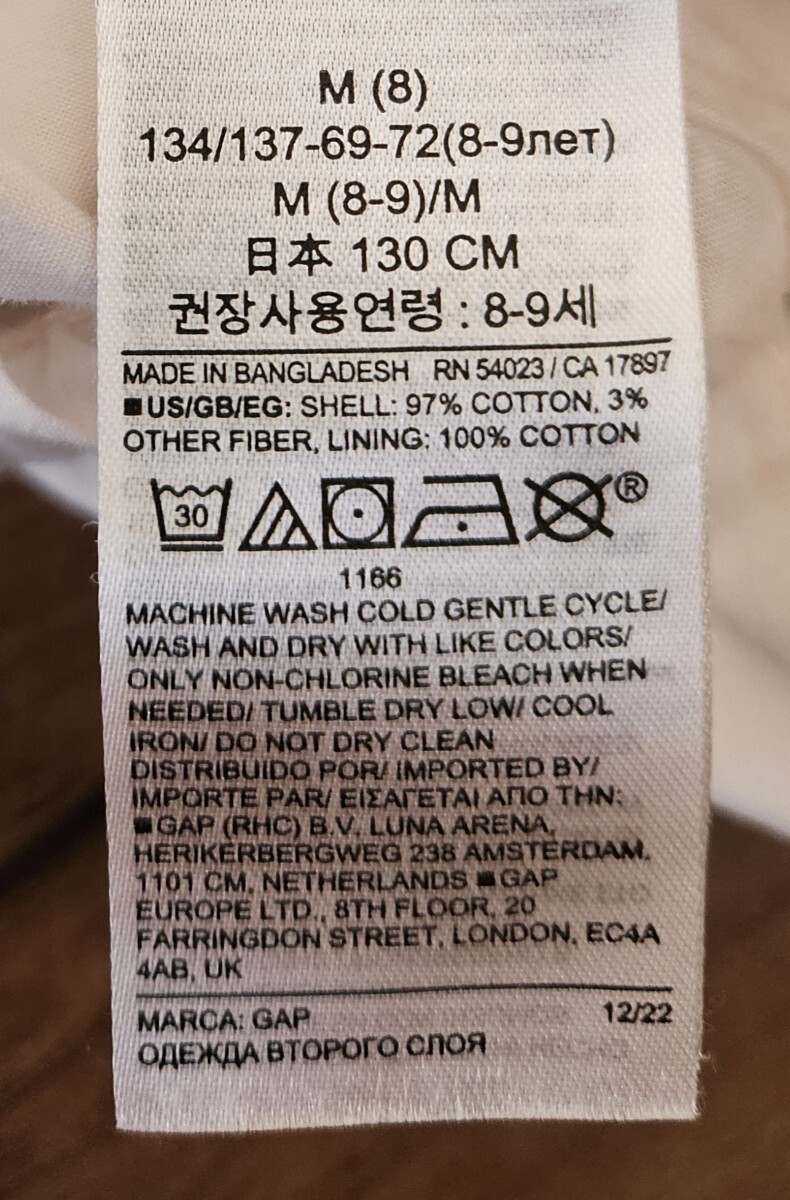 M (8)
134/137-69-72(8-9лет)
M (8-9)/M
日本 130 CM
권장사용연령 : 8-9세
MADE IN BANGLADESH RN 54023 / CA 17897
■US/GB/EG: SHELL: 97% COTTON, 3%
OTHER FIBER, LINING: 100% COTTON
30 ®
1166
MACHINE WASH COLD GENTLE CYCLE/
WASH AND DRY WITH LIKE COLORS/
ONLY NON-CHLORINE BLEACH WHEN
NEEDED/ TUMBLE DRY LOW/ COOL
IRON/ DO NOT DRY CLEAN
DISTRIBUIDO POR/ IMPORTED BY/
IMPORTE PAR/ ΕΙΣΑΓΕΤΑΙ ΑΠΟ ΤΗΝ:
■GAP (RHC) B.V. LUNA ARENA,
HERIKERBERGWEG 238 AMSTERDAM,
1101 CM, NETHERLANDS ■GAP
EUROPE LTD., 8TH FLOOR, 20
FARRINGDON STREET, LONDON, EC4A
4AB, UK
MARCA: GAP 12/22
ОДЕЖДА ВТОРОГО СЛОЯ